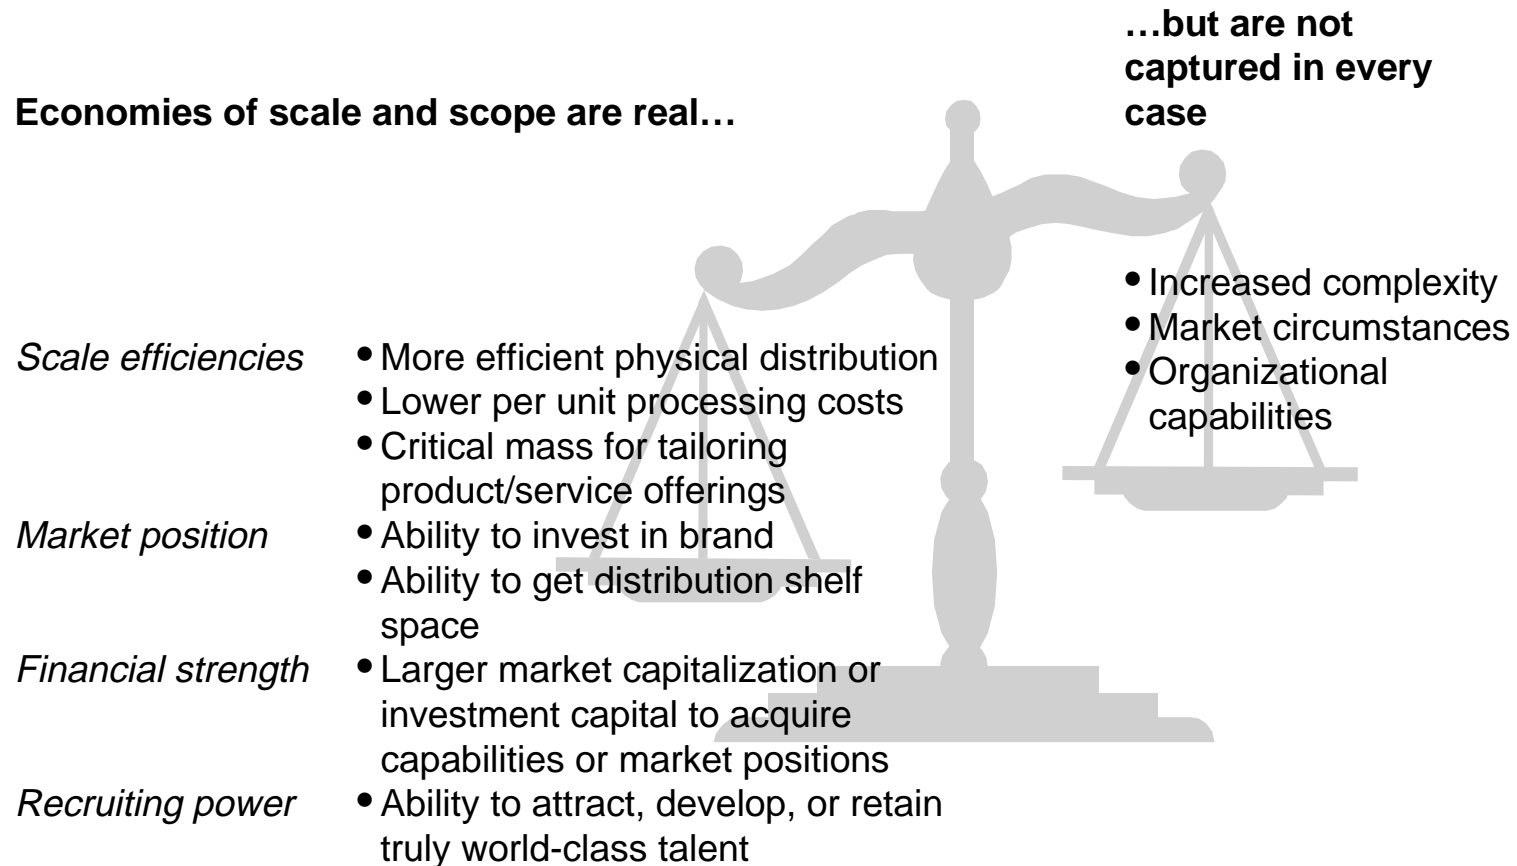 Economies of scale and scope are real…
…but are not
captured in every
case
Scale efficiencies
• More efficient physical distribution
• Lower per unit processing costs
• Critical mass for tailoring
product/service offerings
Market position
• Ability to invest in brand
• Ability to get distribution shelf
space
Financial strength
• Larger market capitalization or
investment capital to acquire
capabilities or market positions
Recruiting power
• Ability to attract, develop, or retain
truly world-class talent
• Increased complexity
• Market circumstances
• Organizational
capabilities